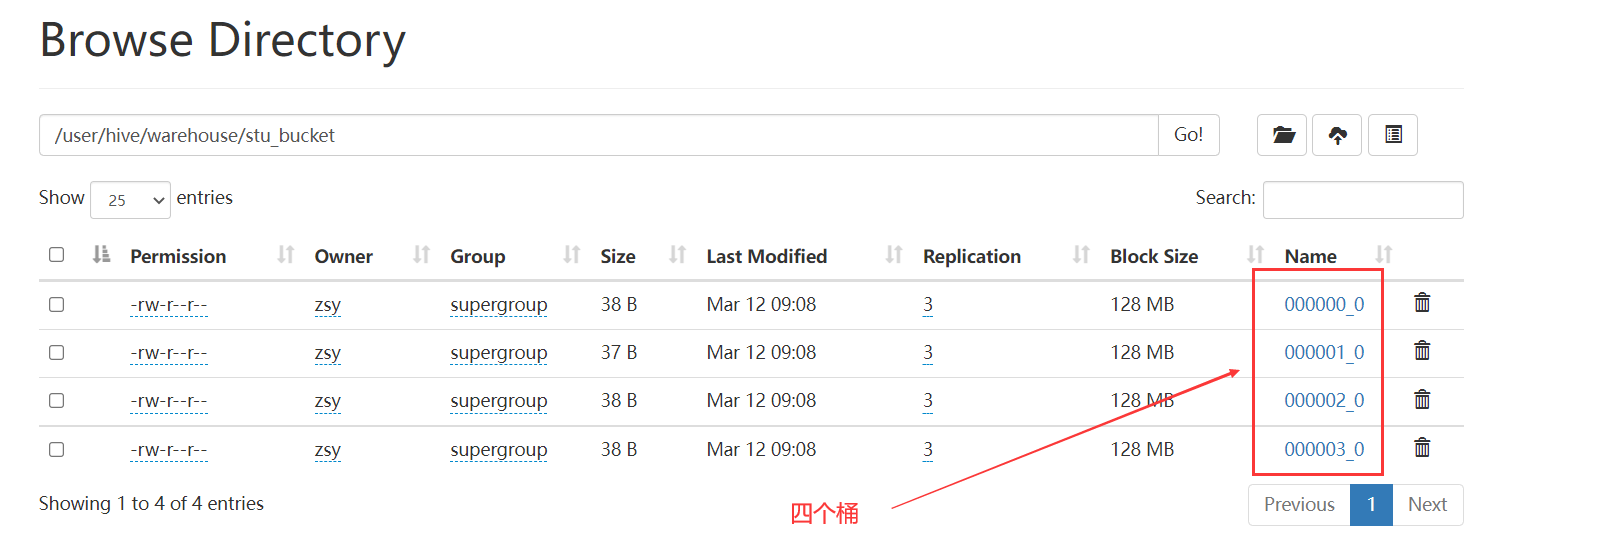 Browse Directory
/user/hive/warehouse/stu_bucket Go!
Show 25 entries Search:
Permission Owner Group Size Last Modified Replication Block Size Name
-rw-r--r-- zsy supergroup 38 B Mar 12 09:08 3 128 MB 000000_0
-rw-r--r-- zsy supergroup 37 B Mar 12 09:08 3 128 MB 000001_0
-rw-r--r-- zsy supergroup 38 B Mar 12 09:08 3 128 MB 000002_0
-rw-r--r-- zsy supergroup 38 B Mar 12 09:08 3 128 MB 000003_0
Showing 1 to 4 of 4 entries Previous 1 Next
四个桶